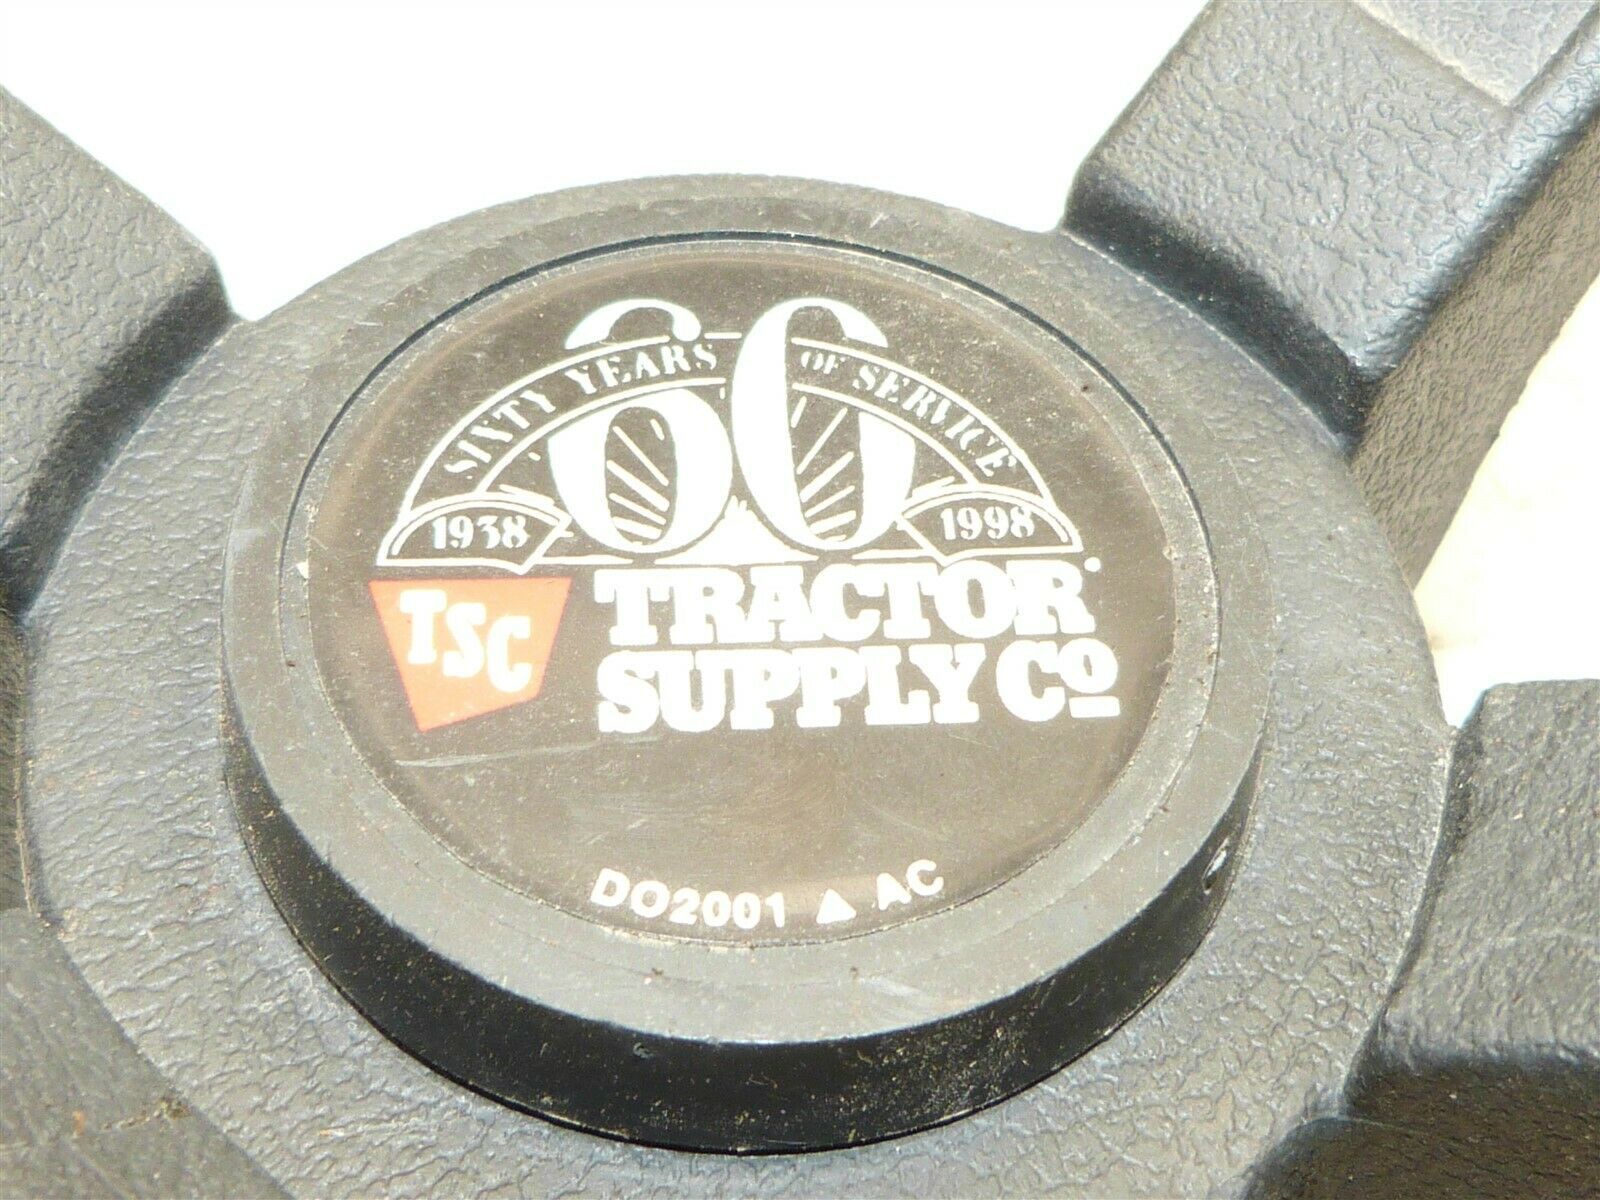 60
SIXTY YEARS OF SERVICE
1938 1998
TSC
TRACTOR
SUPPLY Co
DO2001 ▲ AC